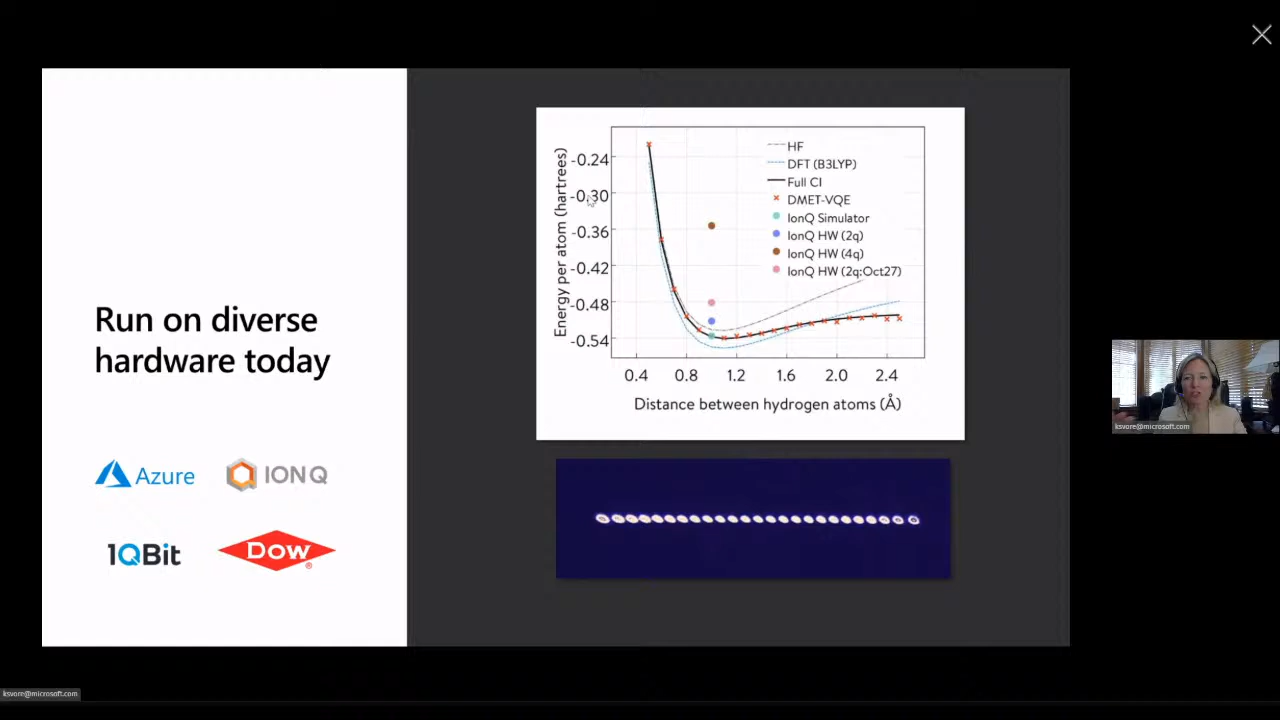 Run on diverse
hardware today
Azure
IONQ
1QBit
Dow
®
Energy per atom (hartrees)
-0.24
-0.30
-0.36
-0.42
-0.48
-0.54
HF
DFT (B3LYP)
Full CI
DMET-VQE
IonQ Simulator
IonQ HW (2q)
IonQ HW (4q)
IonQ HW (2q:Oct27)
0.4 0.8 1.2 1.6 2.0 2.4
Distance between hydrogen atoms (Å)
ksvore@microsoft.com
ksvore@microsoft.com